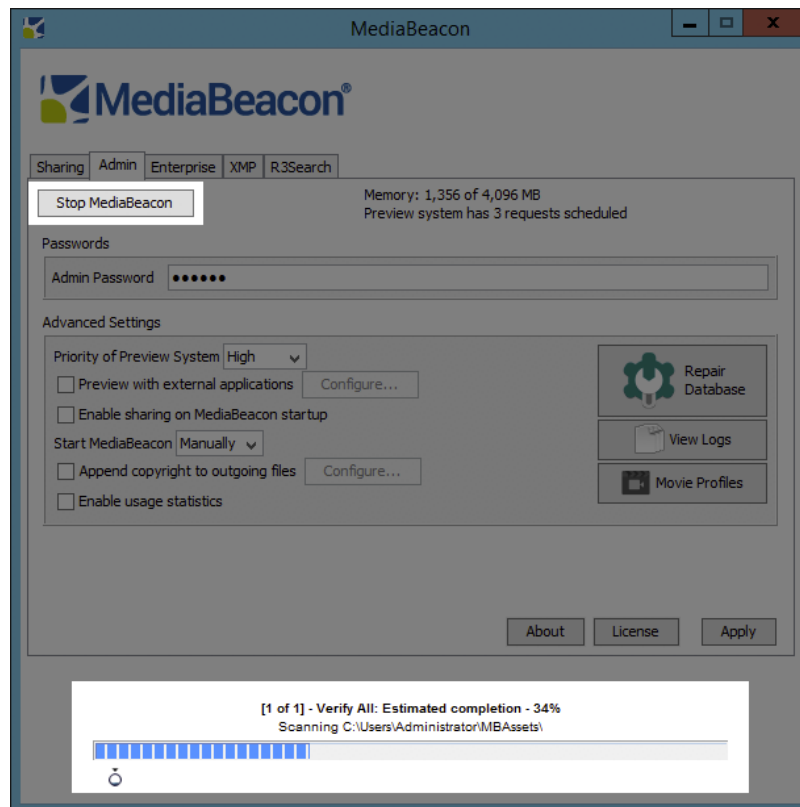 MediaBeacon
MediaBeacon®
Sharing Admin Enterprise XMP R3Search
Stop MediaBeacon
Memory: 1,356 of 4,096 MB
Preview system has 3 requests scheduled
Passwords
Admin Password ••••••
Advanced Settings
Priority of Preview System High
Preview with external applications Configure...
Enable sharing on MediaBeacon startup
Start MediaBeacon Manually
Append copyright to outgoing files Configure...
Enable usage statistics
Repair
Database
View Logs
Movie Profiles
About License Apply
[1 of 1] - Verify All: Estimated completion - 34%
Scanning C:\Users\Administrator\MBAssets\